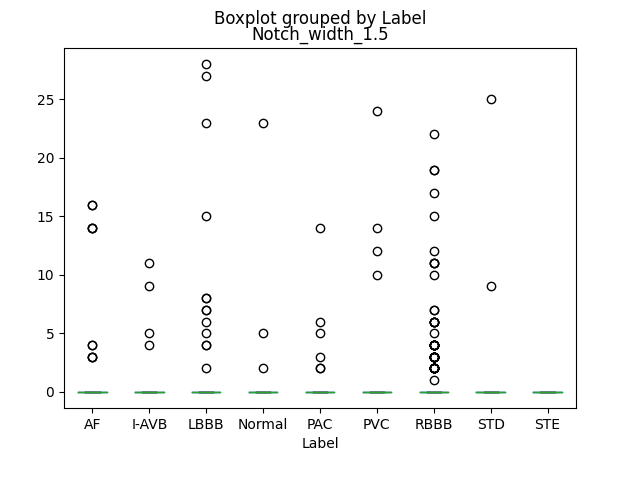 Boxplot grouped by Label
Notch_width_1.5
25
20
15
10
5
0
AF I-AVB LBBB Normal PAC PVC RBBB STD STE
Label